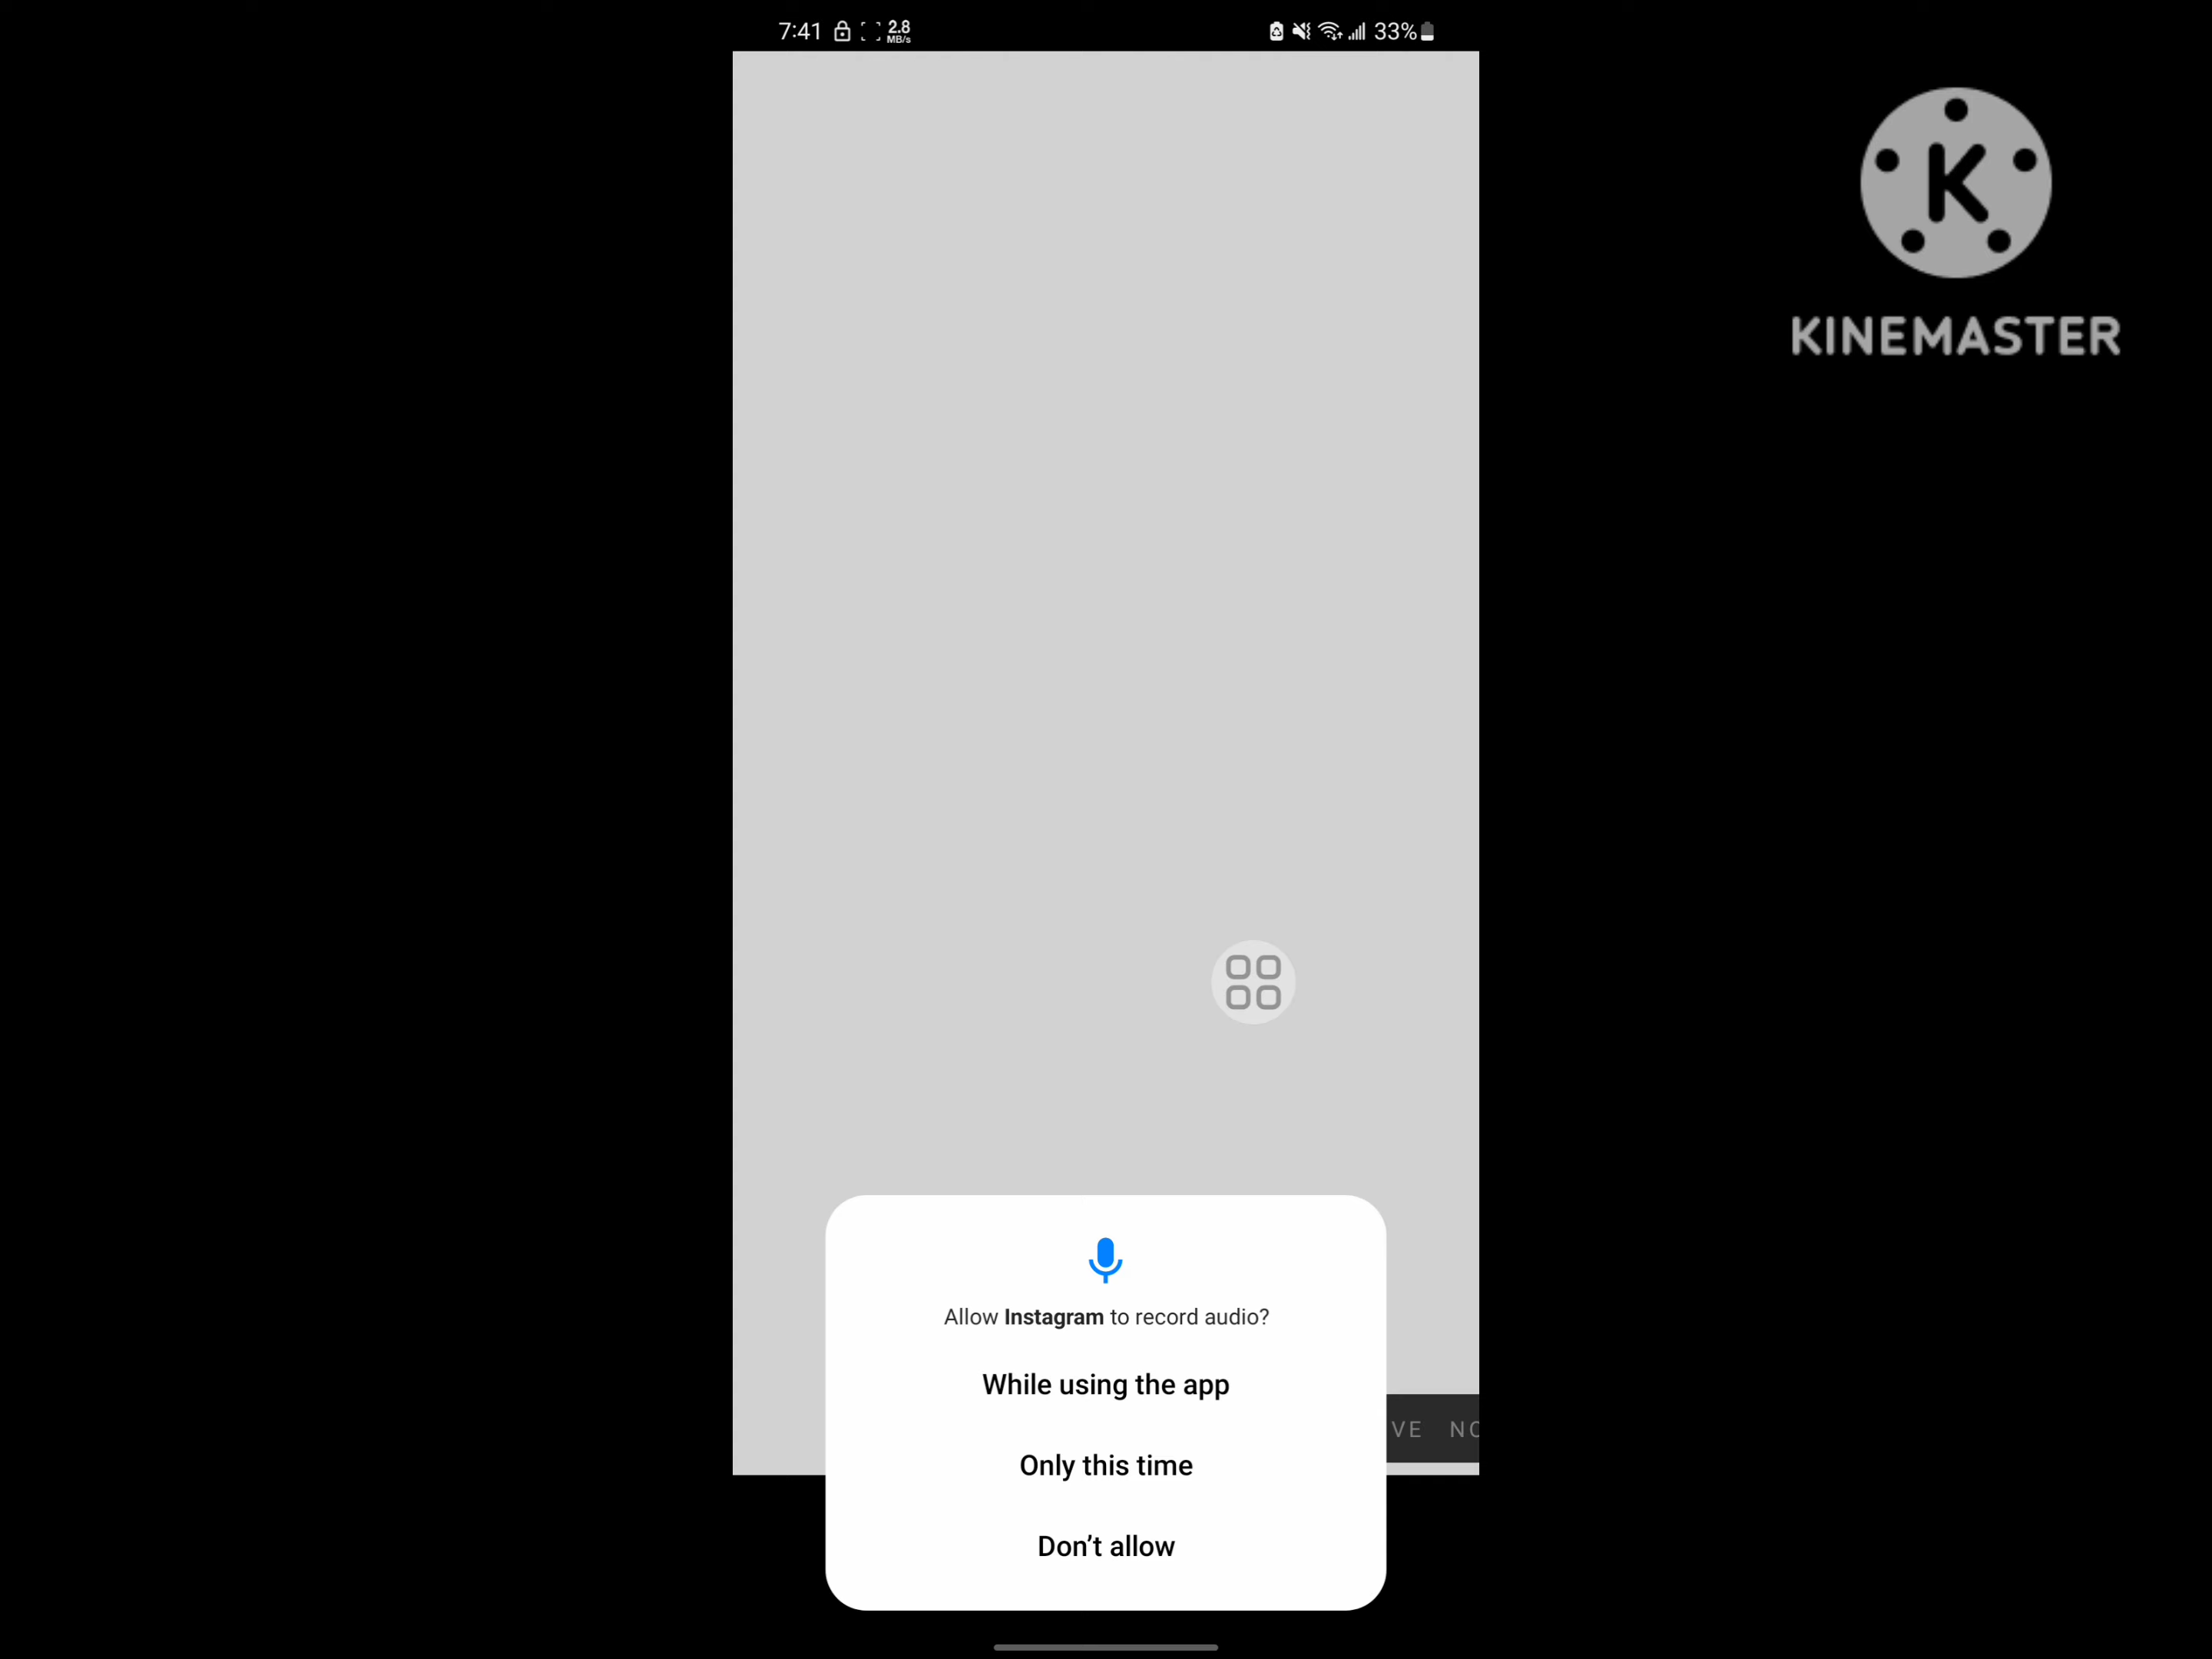 7:41 2.8 MB/s 33%
K
KINEMASTER
Allow Instagram to record audio?
While using the app
VE NO
Only this time
Don’t allow